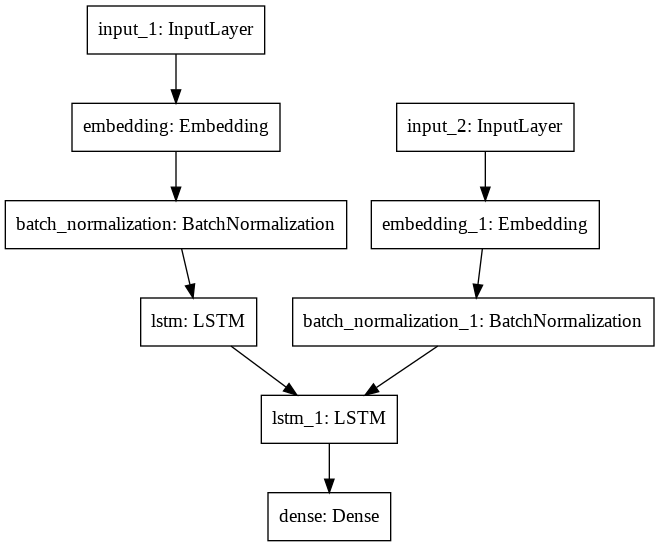 input_1: InputLayer
embedding: Embedding
input_2: InputLayer
batch_normalization: BatchNormalization
embedding_1: Embedding
lstm: LSTM
batch_normalization_1: BatchNormalization
lstm_1: LSTM
dense: Dense